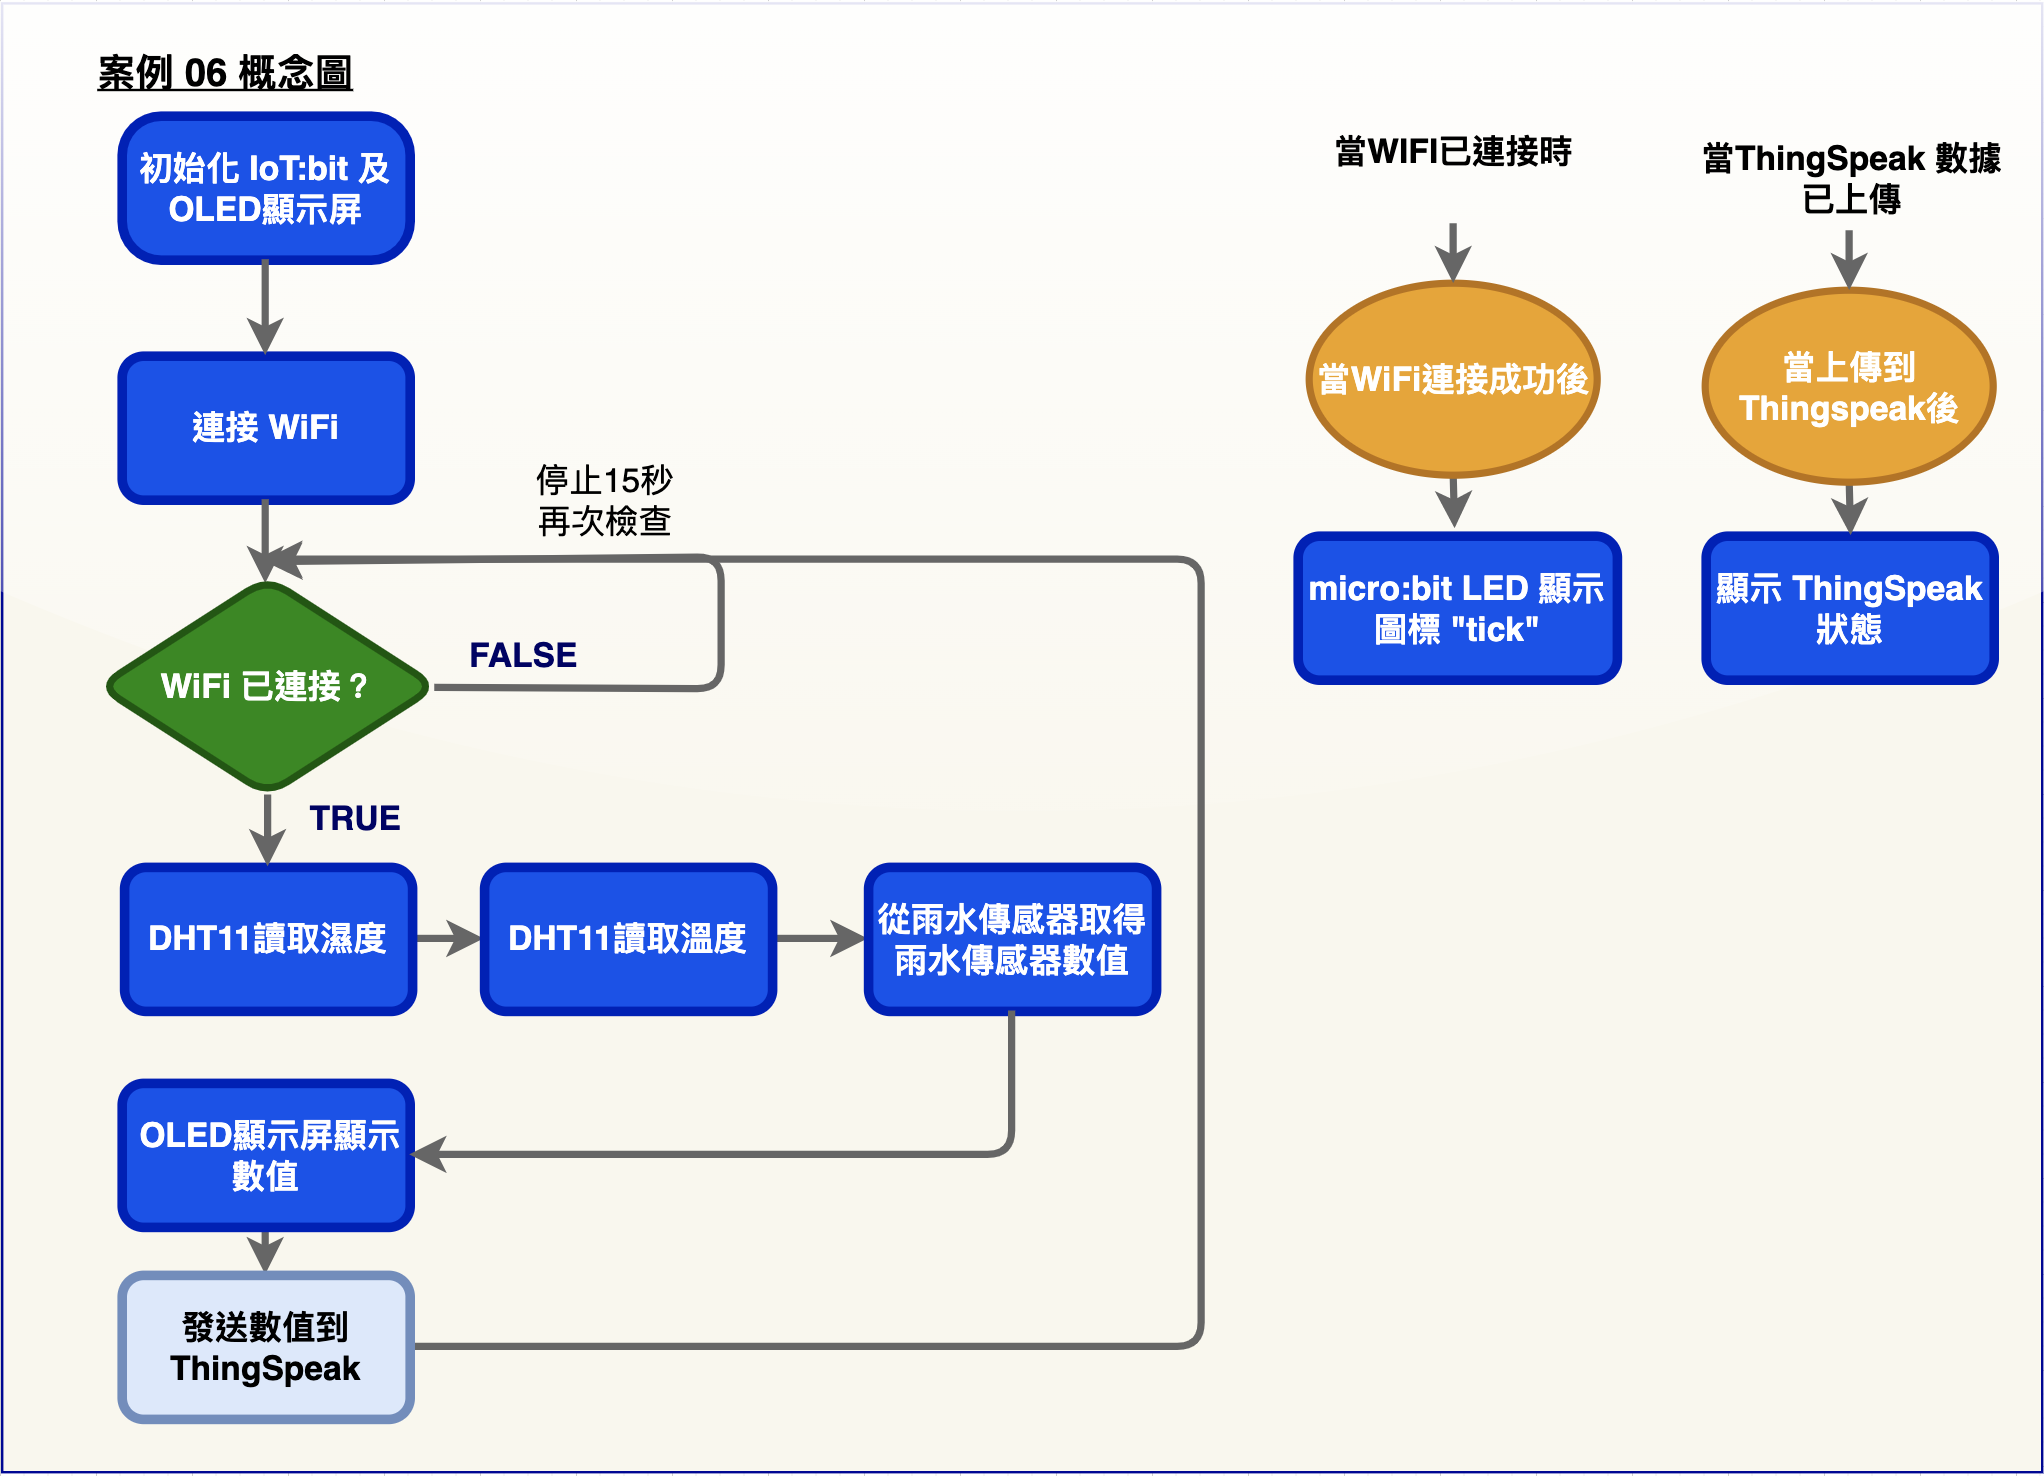 案例 06 概念圖
初始化 IoT:bit 及
OLED顯示屏
連接 WiFi
停止15秒
再次檢查
WiFi 已連接 ?
FALSE
TRUE
DHT11讀取濕度
DHT11讀取溫度
從雨水傳感器取得
雨水傳感器數值
OLED顯示屏顯示
數值
發送數值到
ThingSpeak
當WIFI已連接時
當WiFi連接成功後
micro:bit LED 顯示
圖標 "tick"
當ThingSpeak 數據
已上傳
當上傳到
Thingspeak後
顯示 ThingSpeak
狀態